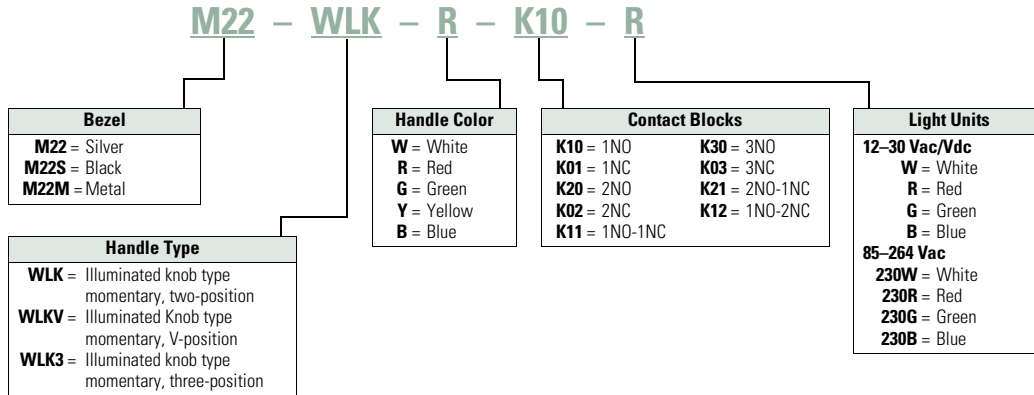 M22 – WLK – R – K10 – R
Bezel
M22 = Silver
M22S = Black
M22M = Metal
Handle Type
WLK = Illuminated knob type
momentary, two-position
WLKV = Illuminated Knob type
momentary, V-position
WLK3 = Illuminated knob type
momentary, three-position
Handle Color
W = White
R = Red
G = Green
Y = Yellow
B = Blue
Contact Blocks
K10 = 1NO K30 = 3NO
K01 = 1NC K03 = 3NC
K20 = 2NO K21 = 2NO-1NC
K02 = 2NC K12 = 1NO-2NC
K11 = 1NO-1NC
Light Units
12–30 Vac/Vdc
W = White
R = Red
G = Green
B = Blue
85–264 Vac
230W = White
230R = Red
230G = Green
230B = Blue